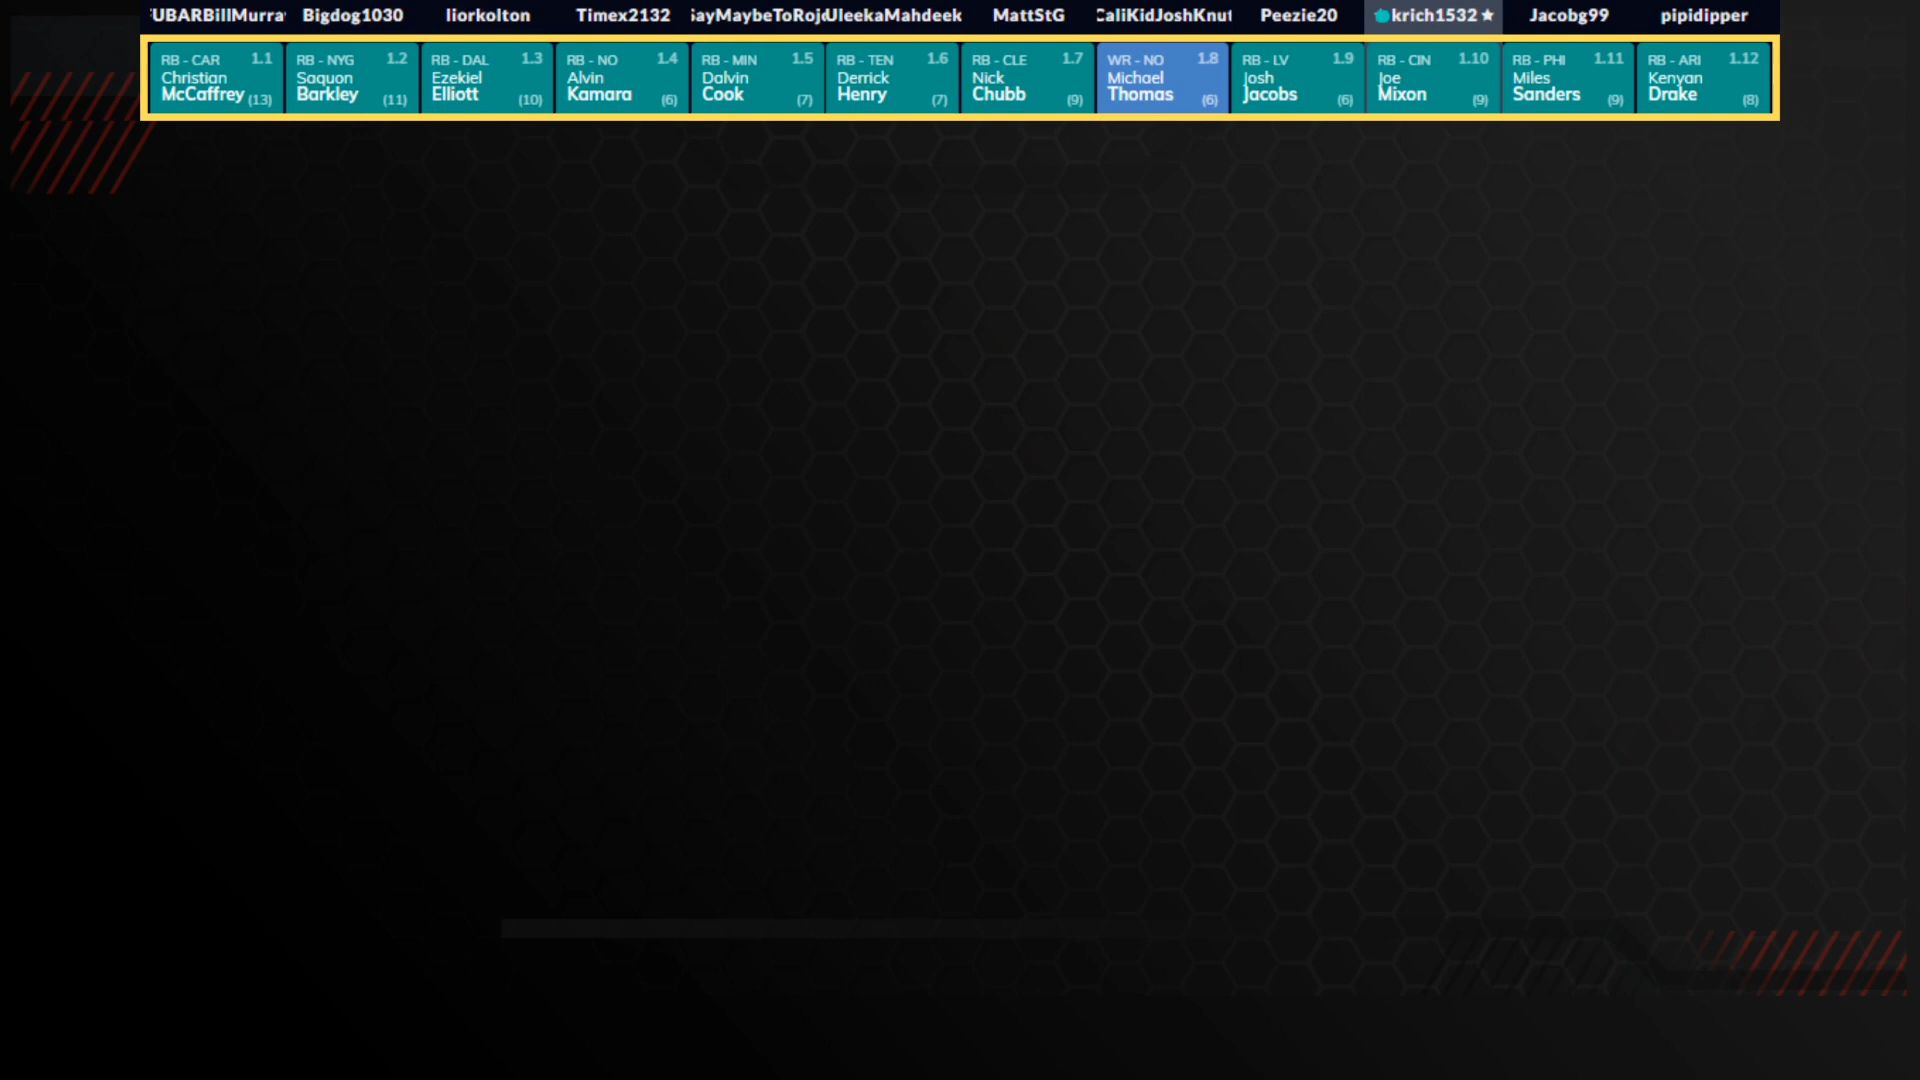 UBARBillMurra Bigdog1030 liorkolton Timex2132 SayMaybeToRojo UleekaMahdeek MattStG CaliKidJoshKnut Peezie20 krich1532 ★ Jacobg99 pipidipper
RB - CAR 1.1 RB - NYG 1.2 RB - DAL 1.3 RB - NO 1.4 RB - MIN 1.5 RB - TEN 1.6 RB - CLE 1.7 WR - NO 1.8 RB - LV 1.9 RB - CIN 1.10 RB - PHI 1.11 RB - ARI 1.12
Christian Saquon Ezekiel Alvin Dalvin Derrick Nick Michael Josh Joe Miles Kenyan
McCaffrey (13) Barkley (11) Elliott (10) Kamara (6) Cook (7) Henry (7) Chubb (9) Thomas (6) Jacobs (6) Mixon (9) Sanders (9) Drake (8)